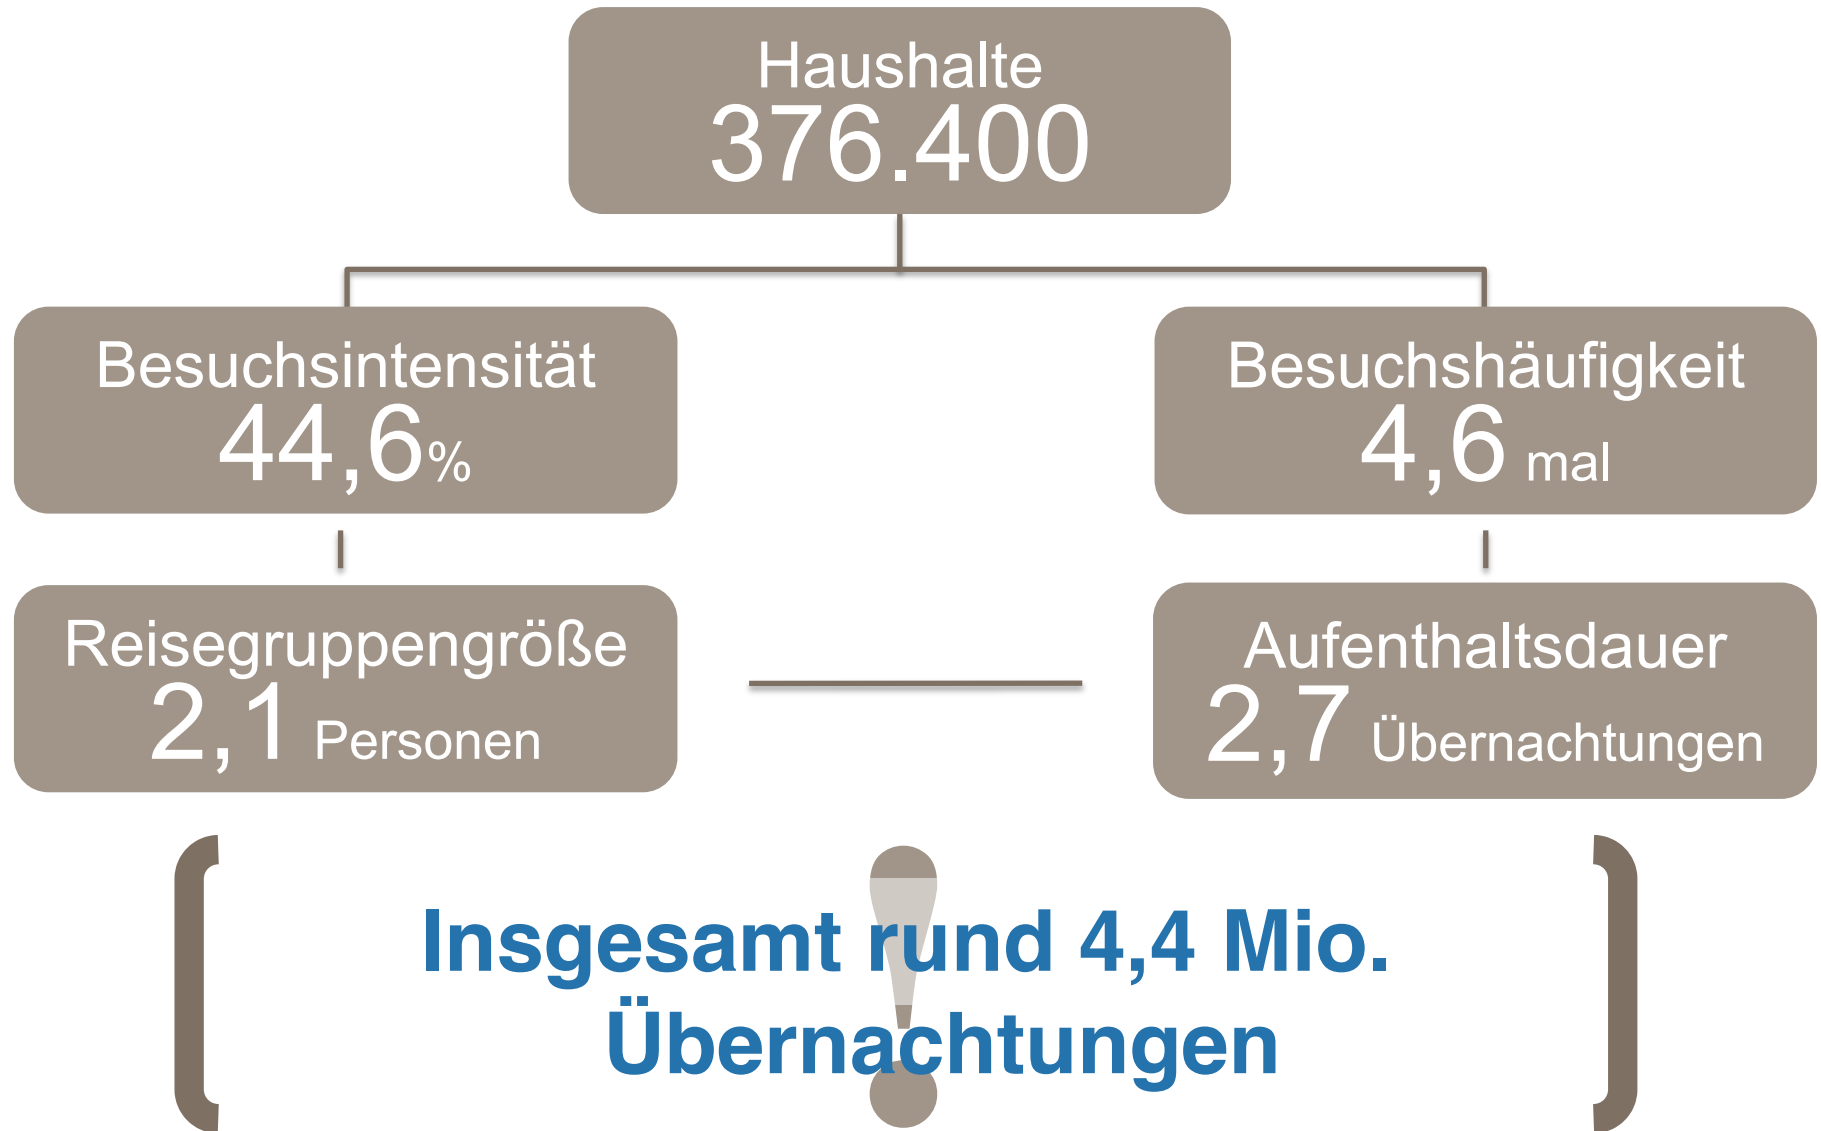 Haushalte
376.400
Besuchsintensität
44,6%
Besuchshäufigkeit
4,6 mal
Reisegruppengröße
2,1 Personen
Aufenthaltsdauer
2,7 Übernachtungen
Insgesamt rund 4,4 Mio.
Übernachtungen